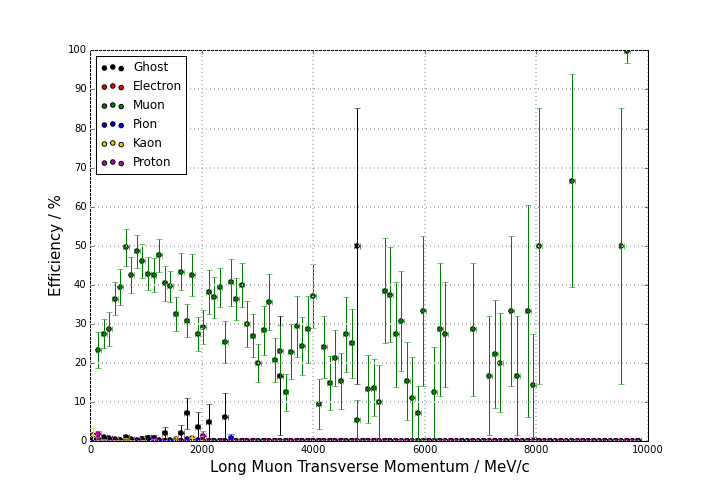 100
90
80
70
60
50
40
30
20
10
0
Efficiency / %
Ghost
Electron
Muon
Pion
Kaon
Proton
0 2000 4000 6000 8000 10000
Long Muon Transverse Momentum / MeV/c